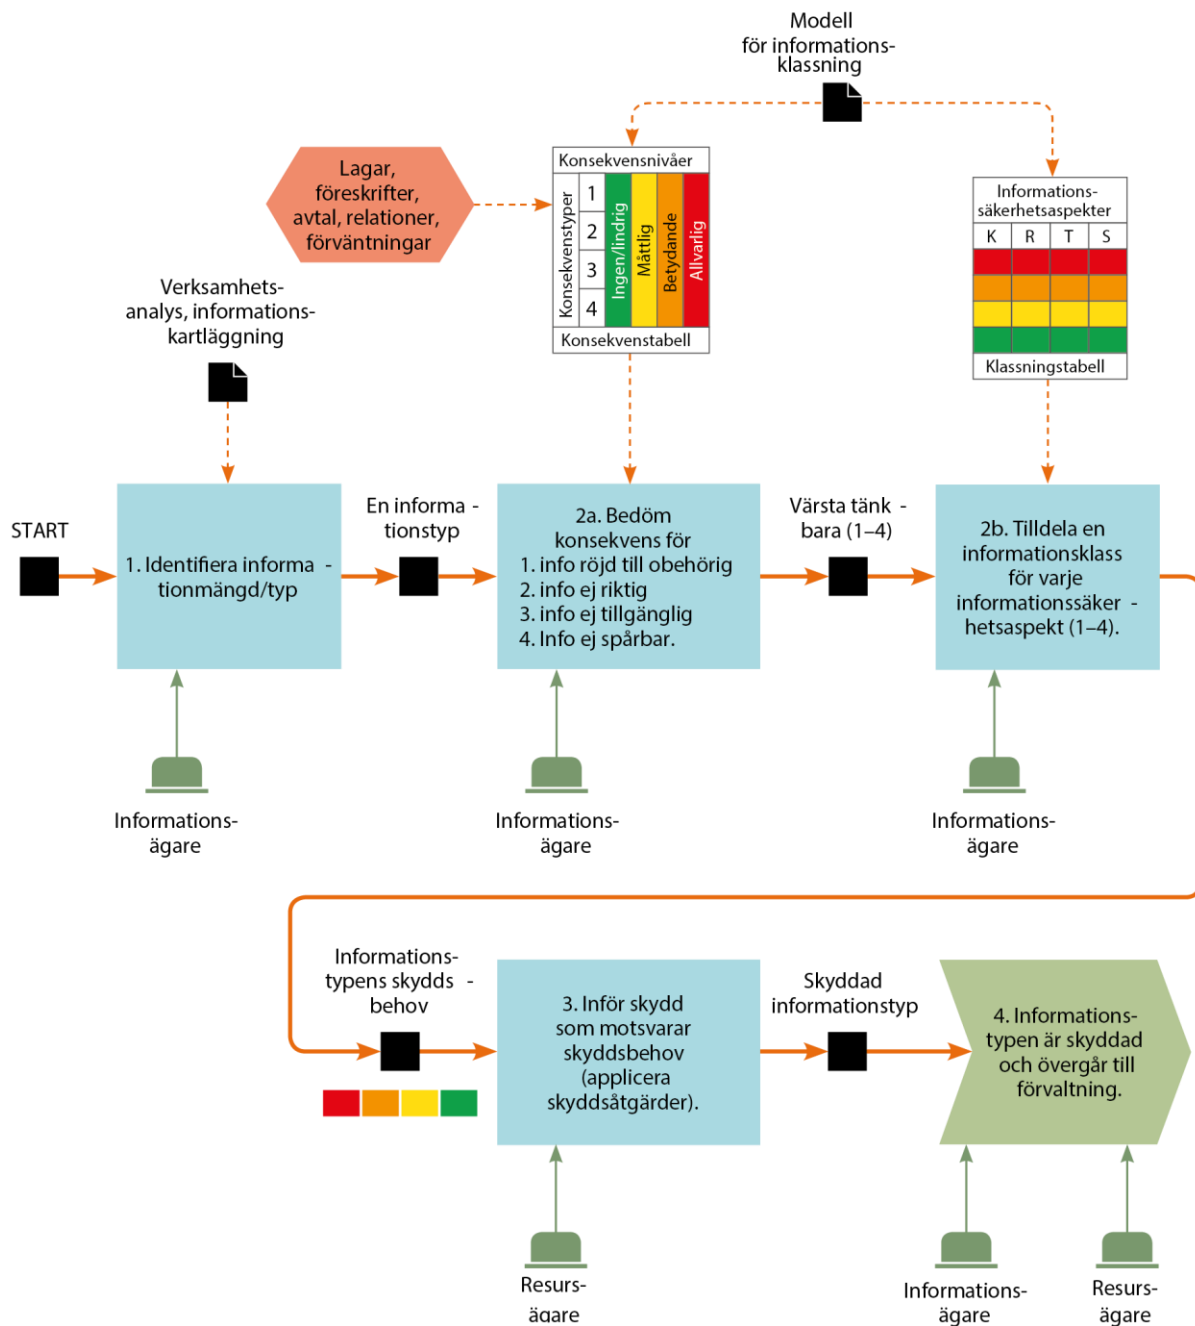 Modell
för informations-
klassning
Lagar,
föreskrifter,
avtal, relationer,
förväntningar
Konsekvensnivåer
Konsekvenstyper
1
2
3
4
Ingen/lindrig
Måttlig
Betydande
Allvarlig
Konsekvenstabell
Informations-
säkerhetsaspekter
K R T S
Klassningstabell
Verksamhets-
analys, informations-
kartläggning
START
1. Identifiera informa -
tionmängd/typ
En informa -
tionstyp
2a. Bedöm
konsekvens för
1. info röjd till obehörig
2. info ej riktig
3. info ej tillgänglig
4. Info ej spårbar.
Värsta tänk -
bara (1–4)
2b. Tilldela en
informationsklass
för varje
informationssäker -
hetsaspekt (1–4).
Informations-
ägare
Informations-
ägare
Informations-
ägare
Informations-
typens skydds -
behov
3. Inför skydd
som motsvarar
skyddsbehov
(applicera
skyddsåtgärder).
Skyddad
informationstyp
4. Informations-
typen är skyddad
och övergår till
förvaltning.
Resurs-
ägare
Informations-
ägare
Resurs-
ägare